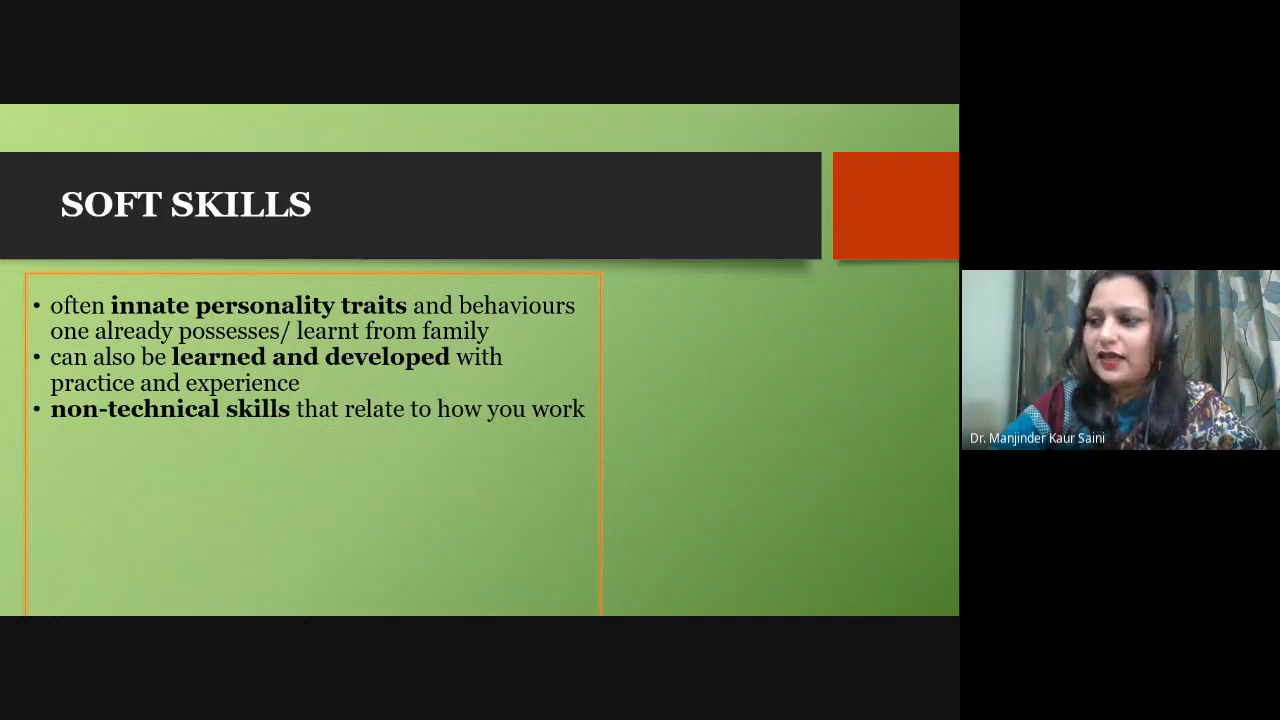 SOFT SKILLS
• often innate personality traits and behaviours
one already possesses/ learnt from family
• can also be learned and developed with
practice and experience
• non-technical skills that relate to how you work
Dr. Manjinder Kaur Saini